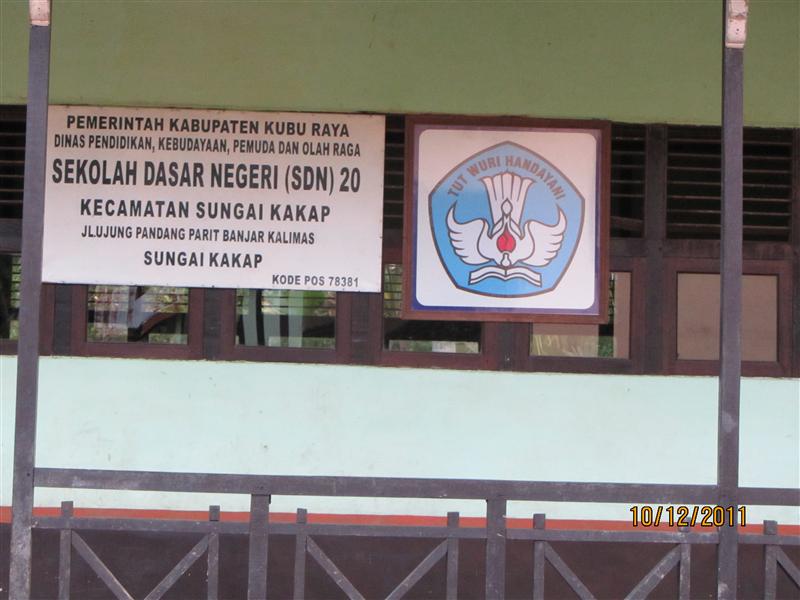 PEMERINTAH KABUPATEN KUBU RAYA
DINAS PENDIDIKAN, KEBUDAYAAN, PEMUDA DAN OLAH RAGA
SEKOLAH DASAR NEGERI (SDN) 20
KECAMATAN SUNGAI KAKAP
JLUJUNG PANDANG PARIT BANJAR KALIMAS
SUNGAI KAKAP
KODE POS 78381
TUT WURI HANDAYANI
10/12/2011